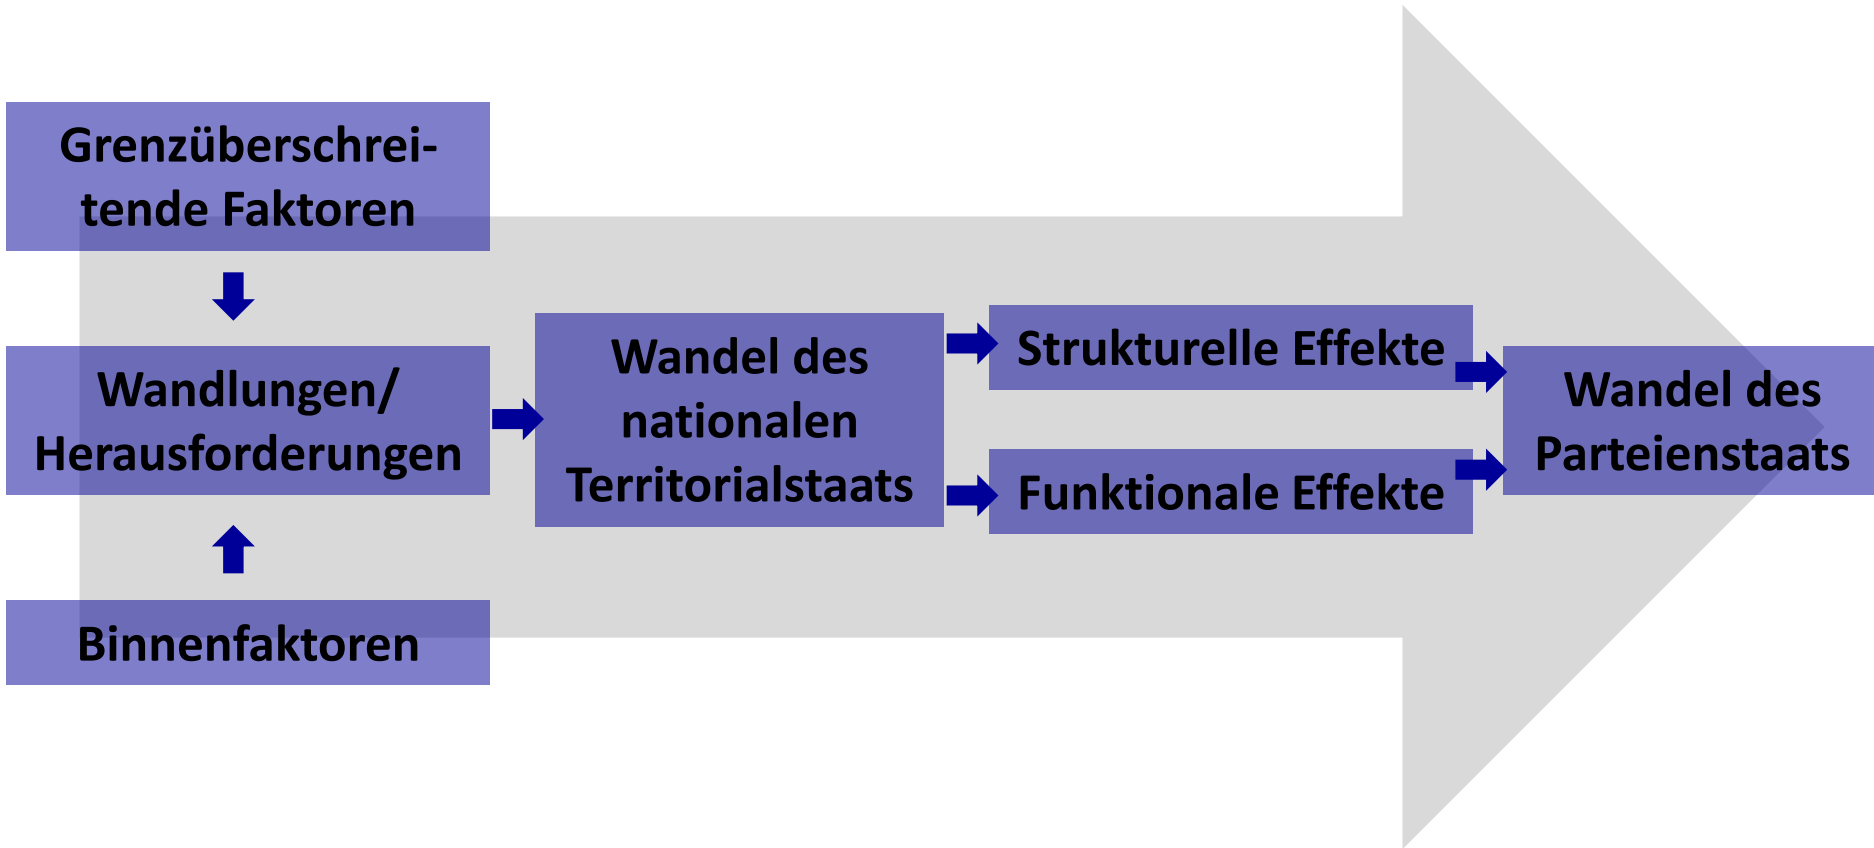 Grenzüberschrei-
tende Faktoren
Wandlungen/
Herausforderungen
Binnenfaktoren
Wandel des
nationalen
Territorialstaats
Strukturelle Effekte
Funktionale Effekte
Wandel des
Parteienstaats